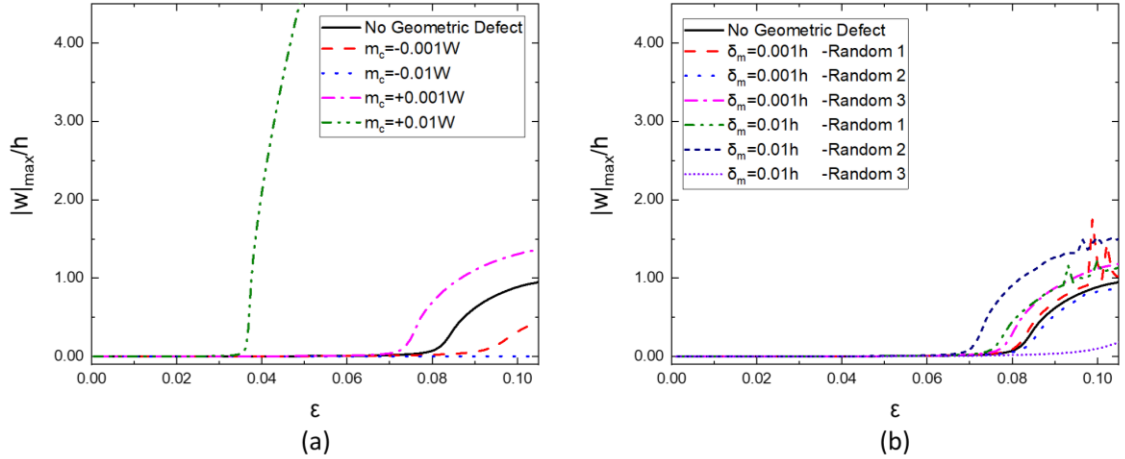 4.00
3.00
2.00
1.00
0.00
|w|max/h
No Geometric Defect
mc=-0.001W
mc=-0.01W
mc=+0.001W
mc=+0.01W
0.00 0.02 0.04 0.06 0.08 0.10
ε
(a)
4.00
3.00
2.00
1.00
0.00
|w|max/h
No Geometric Defect
δm=0.001h -Random 1
δm=0.001h -Random 2
δm=0.001h -Random 3
δm=0.01h -Random 1
δm=0.01h -Random 2
δm=0.01h -Random 3
0.00 0.02 0.04 0.06 0.08 0.10
ε
(b)